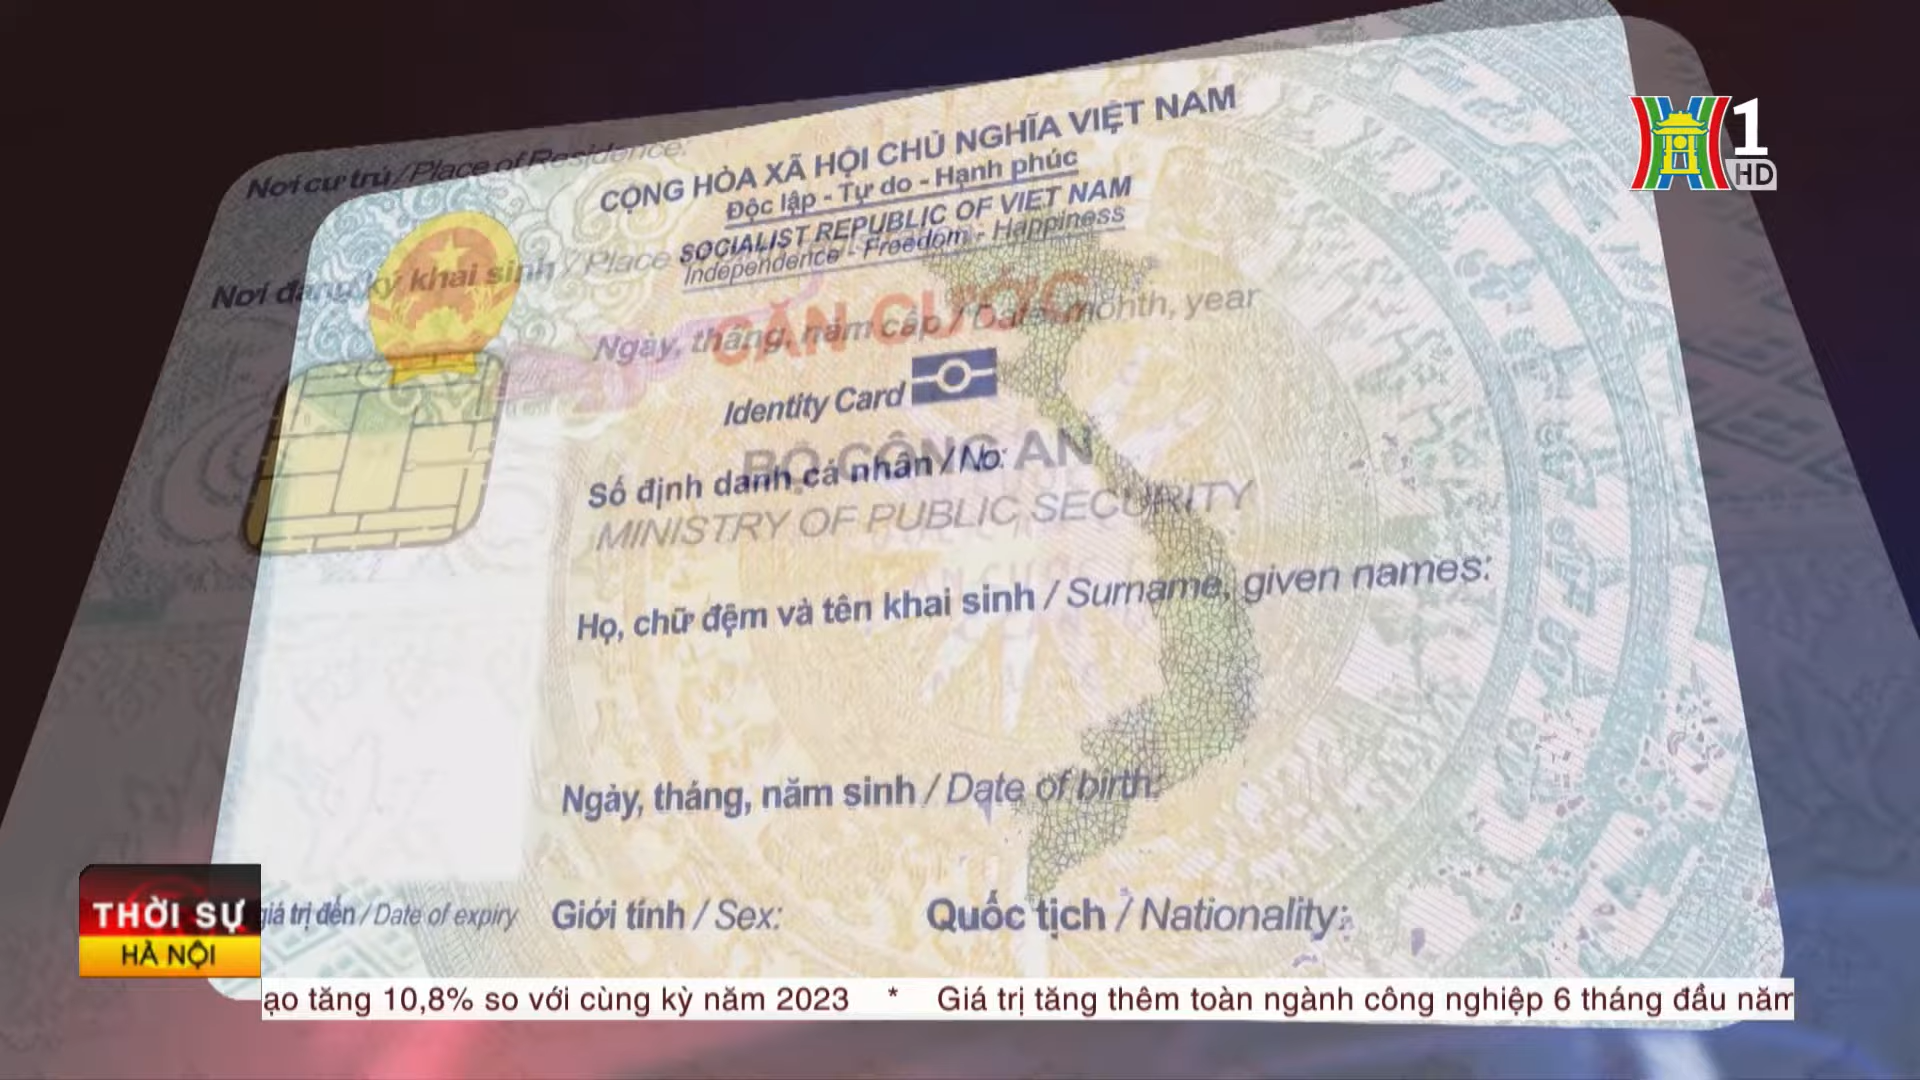 1
HD
Nơi cư trú / Place of Residence:
CỘNG HÒA XÃ HỘI CHỦ NGHĨA VIỆT NAM
Độc lập - Tự do - Hạnh phúc
SOCIALIST REPUBLIC OF VIET NAM
Independence - Freedom - Happiness
Nơi đăng ký khai sinh / Place
CĂN CƯỚC
Ngày, tháng, năm cấp / Date, month, year
Identity Card
BỘ CÔNG AN
Số định danh cá nhân / No:
MINISTRY OF PUBLIC SECURITY
Họ, chữ đệm và tên khai sinh / Surname, given names:
Ngày, tháng, năm sinh / Date of birth:
giá trị đến / Date of expiry
Giới tính / Sex:
Quốc tịch / Nationality:
THỜI SỰ
HÀ NỘI
ạo tăng 10,8% so với cùng kỳ năm 2023 * Giá trị tăng thêm toàn ngành công nghiệp 6 tháng đầu năm